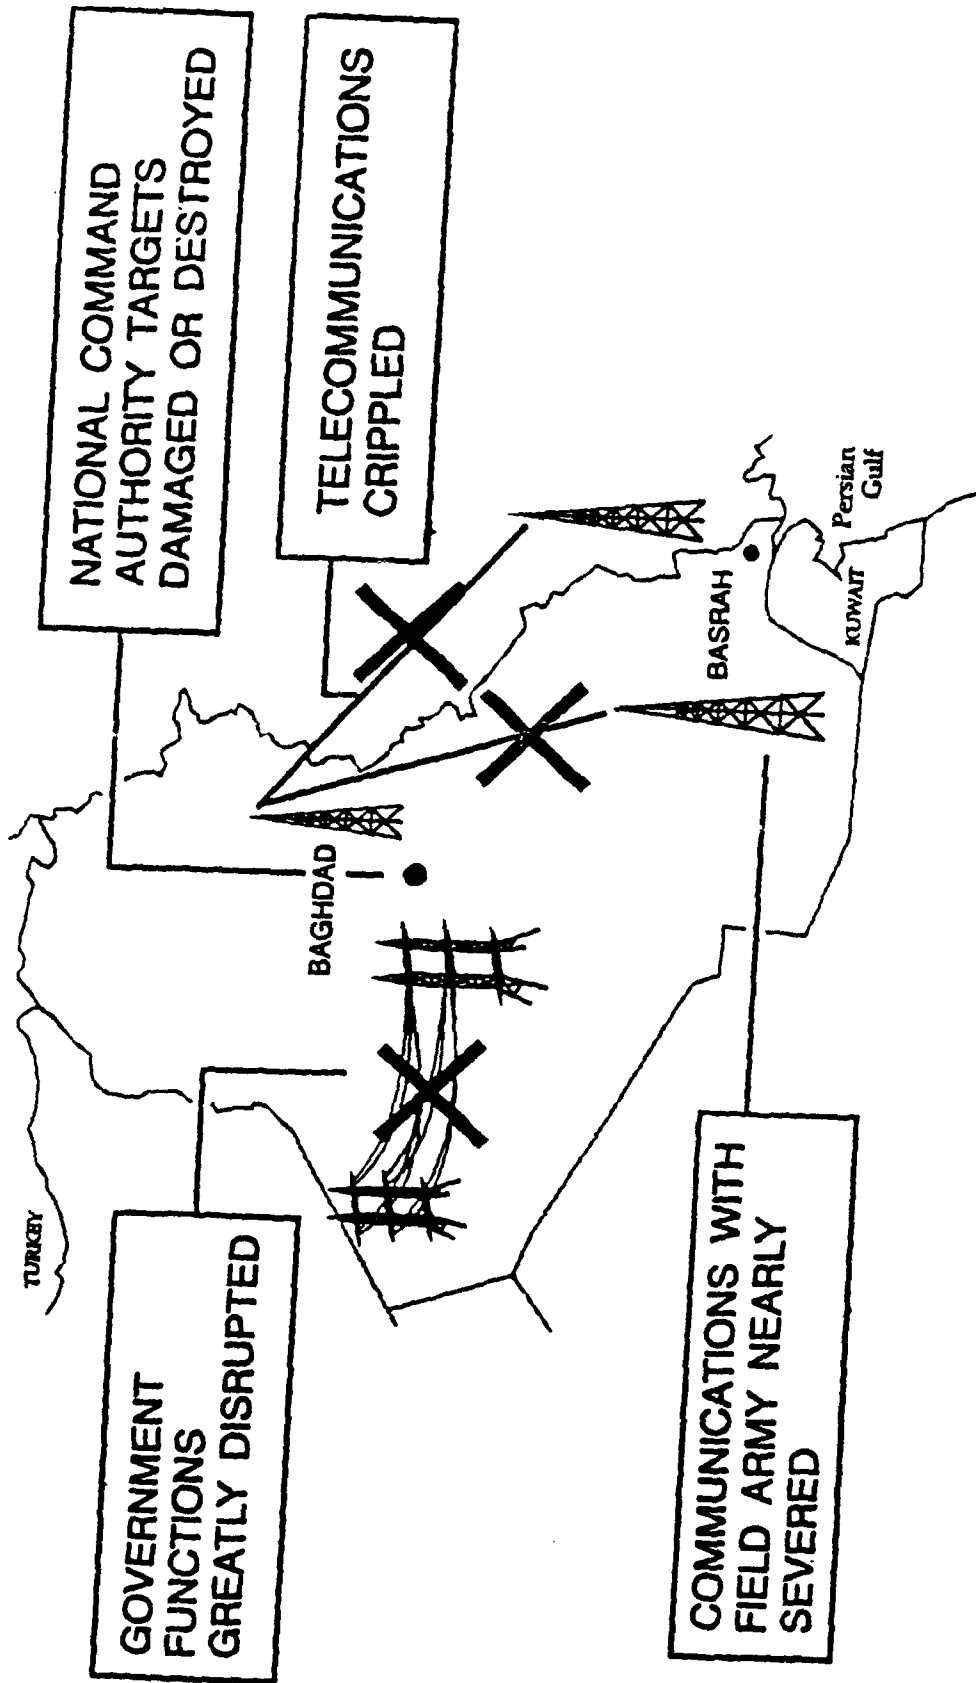 NATIONAL COMMAND
AUTHORITY TARGETS
DAMAGED OR DESTROYED
TELECOMMUNICATIONS
CRIPPLED
GOVERNMENT
FUNCTIONS
GREATLY DISRUPTED
COMMUNICATIONS WITH
FIELD ARMY NEARLY
SEVERED
TURKEY
BAGHDAD
BASRAH
KUWAIT
Persian
Gulf